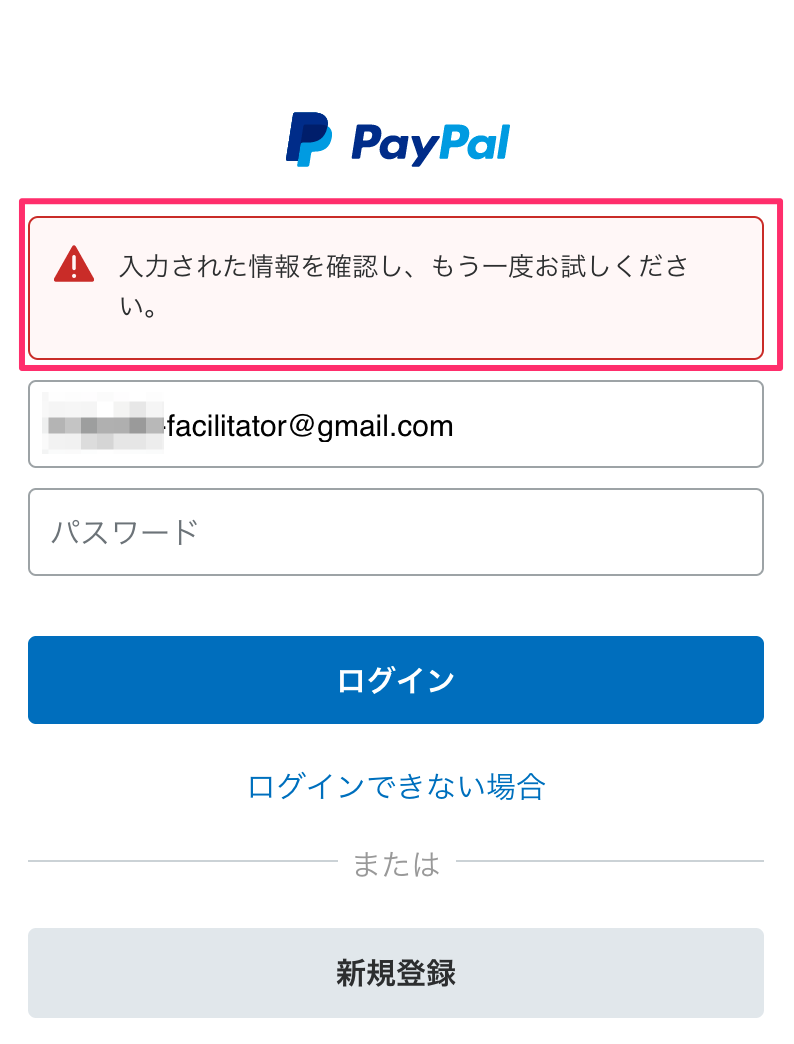 PayPal
入力された情報を確認し、もう一度お試しくださ
い。
-facilitator@gmail.com
パスワード
ログイン
ログインできない場合
または
新規登録